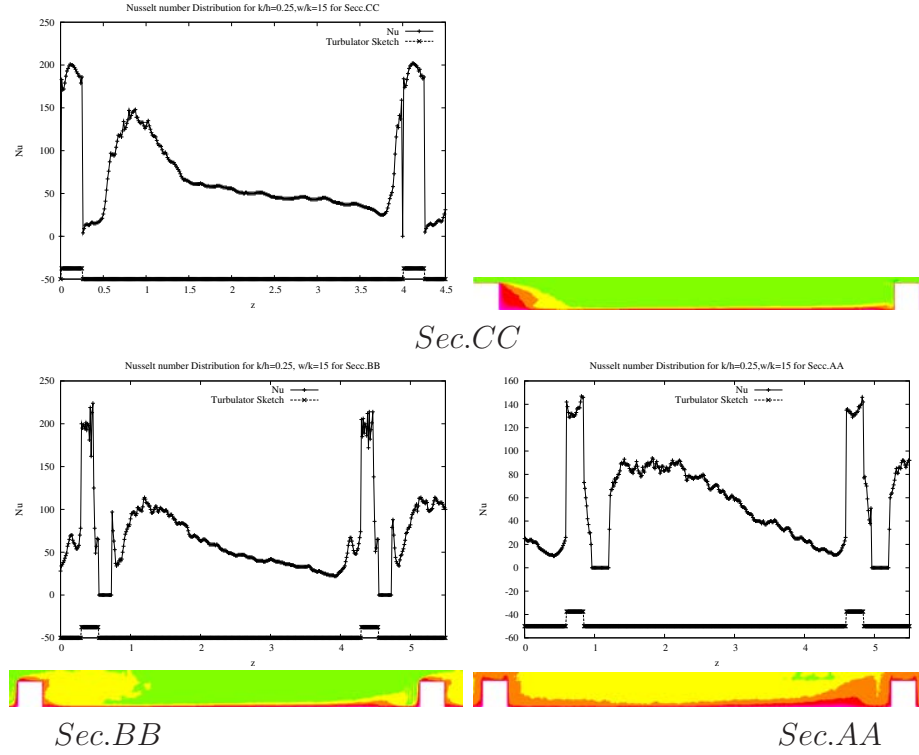 Nusselt number Distribution for k/h=0.25,w/k=15 for Secc.CC
250
200
150
100
50
0
-50
Nu
Nu
Turbulator Sketch
0 0.5 1 1.5 2 2.5 3 3.5 4 4.5
z
Sec.CC
Nusselt number Distribution for k/h=0.25, w/k=15 for Secc.BB
250
200
150
100
50
0
-50
Nu
Nu
Turbulator Sketch
0 1 2 3 4 5
z
Sec.BB
Nusselt number Distribution for k/h=0.25,w/k=15 for Secc.AA
160
140
120
100
80
60
40
20
0
-20
-40
-60
Nu
Nu
Turbulator Sketch
0 1 2 3 4 5
z
Sec.AA